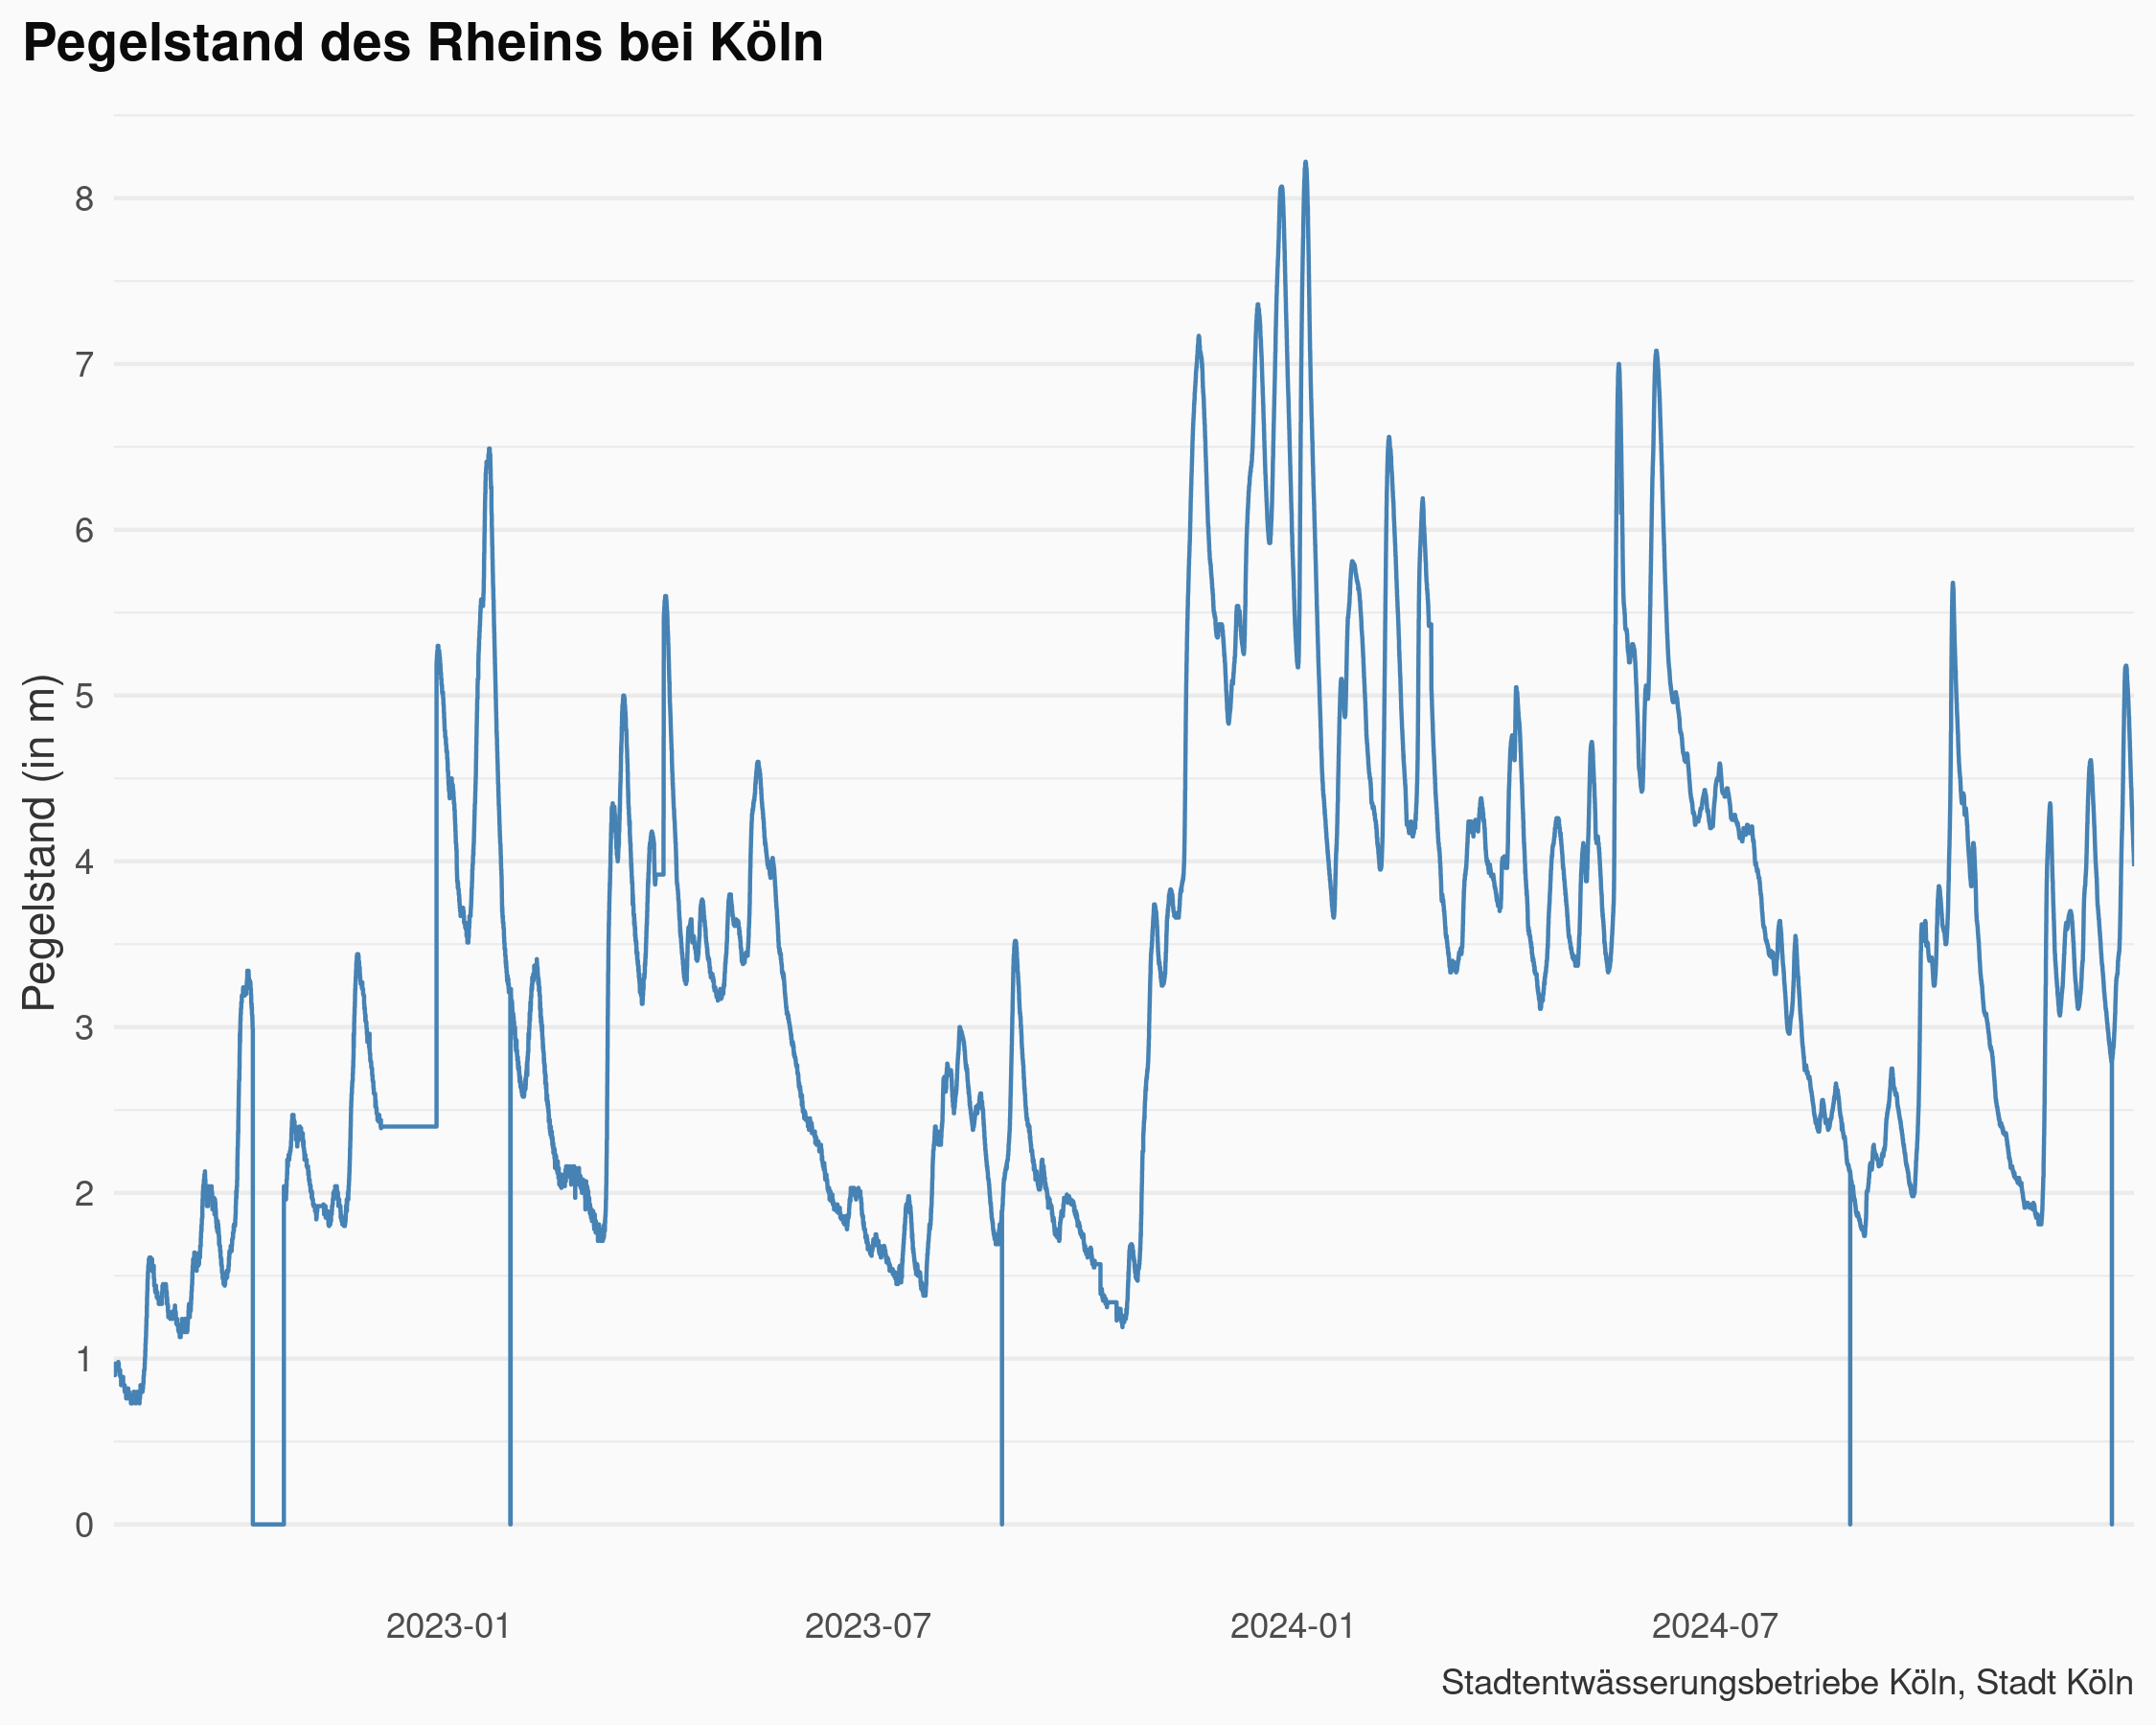 Pegelstand des Rheins bei Köln
Pegelstand (in m)
8
7
6
5
4
3
2
1
0
2023-01 2023-07 2024-01 2024-07
Stadtentwässerungsbetriebe Köln, Stadt Köln